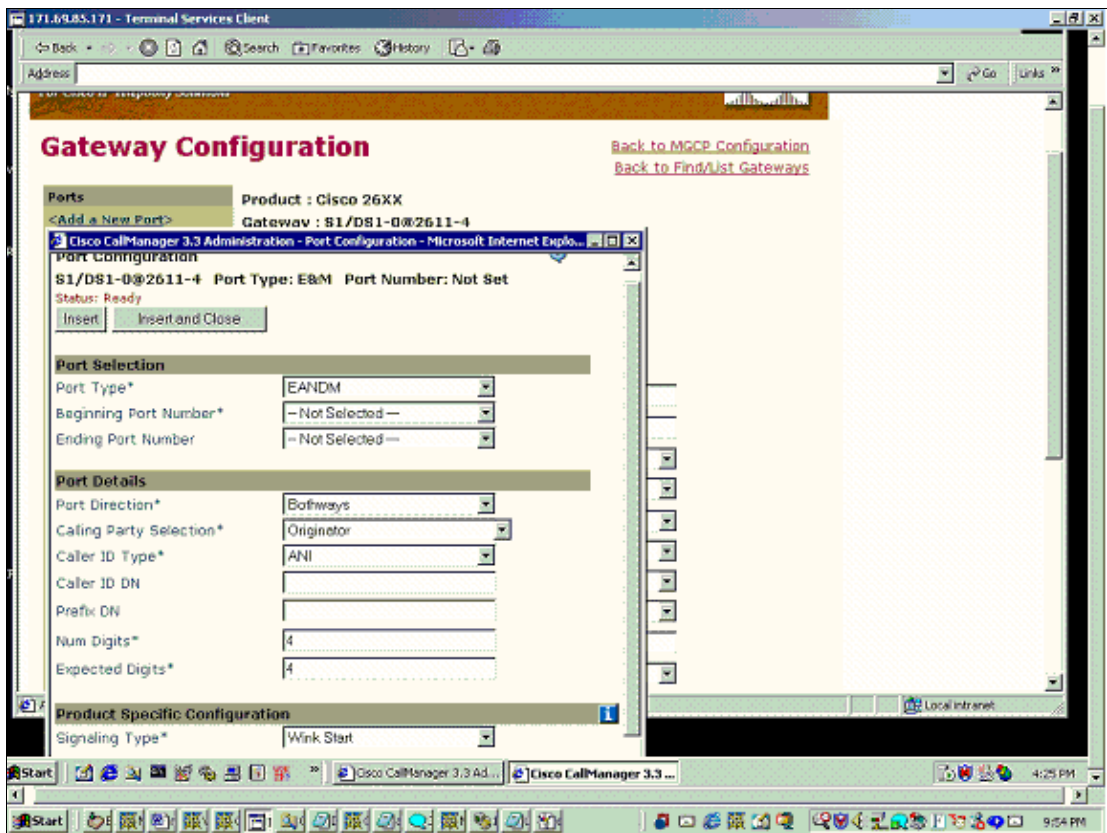 171.69.85.171 - Terminal Services Client
Back
Search
Favorites
History
Address
Go
Links »
For Cisco IP Telephony Solutions
Gateway Configuration
Back to MGCP Configuration
Back to Find/List Gateways
Ports
<Add a New Port>
Product : Cisco 26XX
Gateway : S1/DS1-0@2611-4
Cisco CallManager 3.3 Administration - Port Configuration - Microsoft Internet Explo...
Port Configuration
S1/DS1-0@2611-4 Port Type: E&M Port Number: Not Set
Status: Ready
Insert
Insert and Close
Port Selection
Port Type* EANDM
Beginning Port Number* -- Not Selected --
Ending Port Number -- Not Selected --
Port Details
Port Direction* Bothways
Calling Party Selection* Originator
Caller ID Type* ANI
Caller ID DN
Prefix DN
Num Digits* 4
Expected Digits* 4
Product Specific Configuration
Signaling Type* Wink Start
Local intranet
Start
»
Cisco CallManager 3.3 Ad...
Cisco CallManager 3.3 ...
4:25 PM
Start
9:54 PM